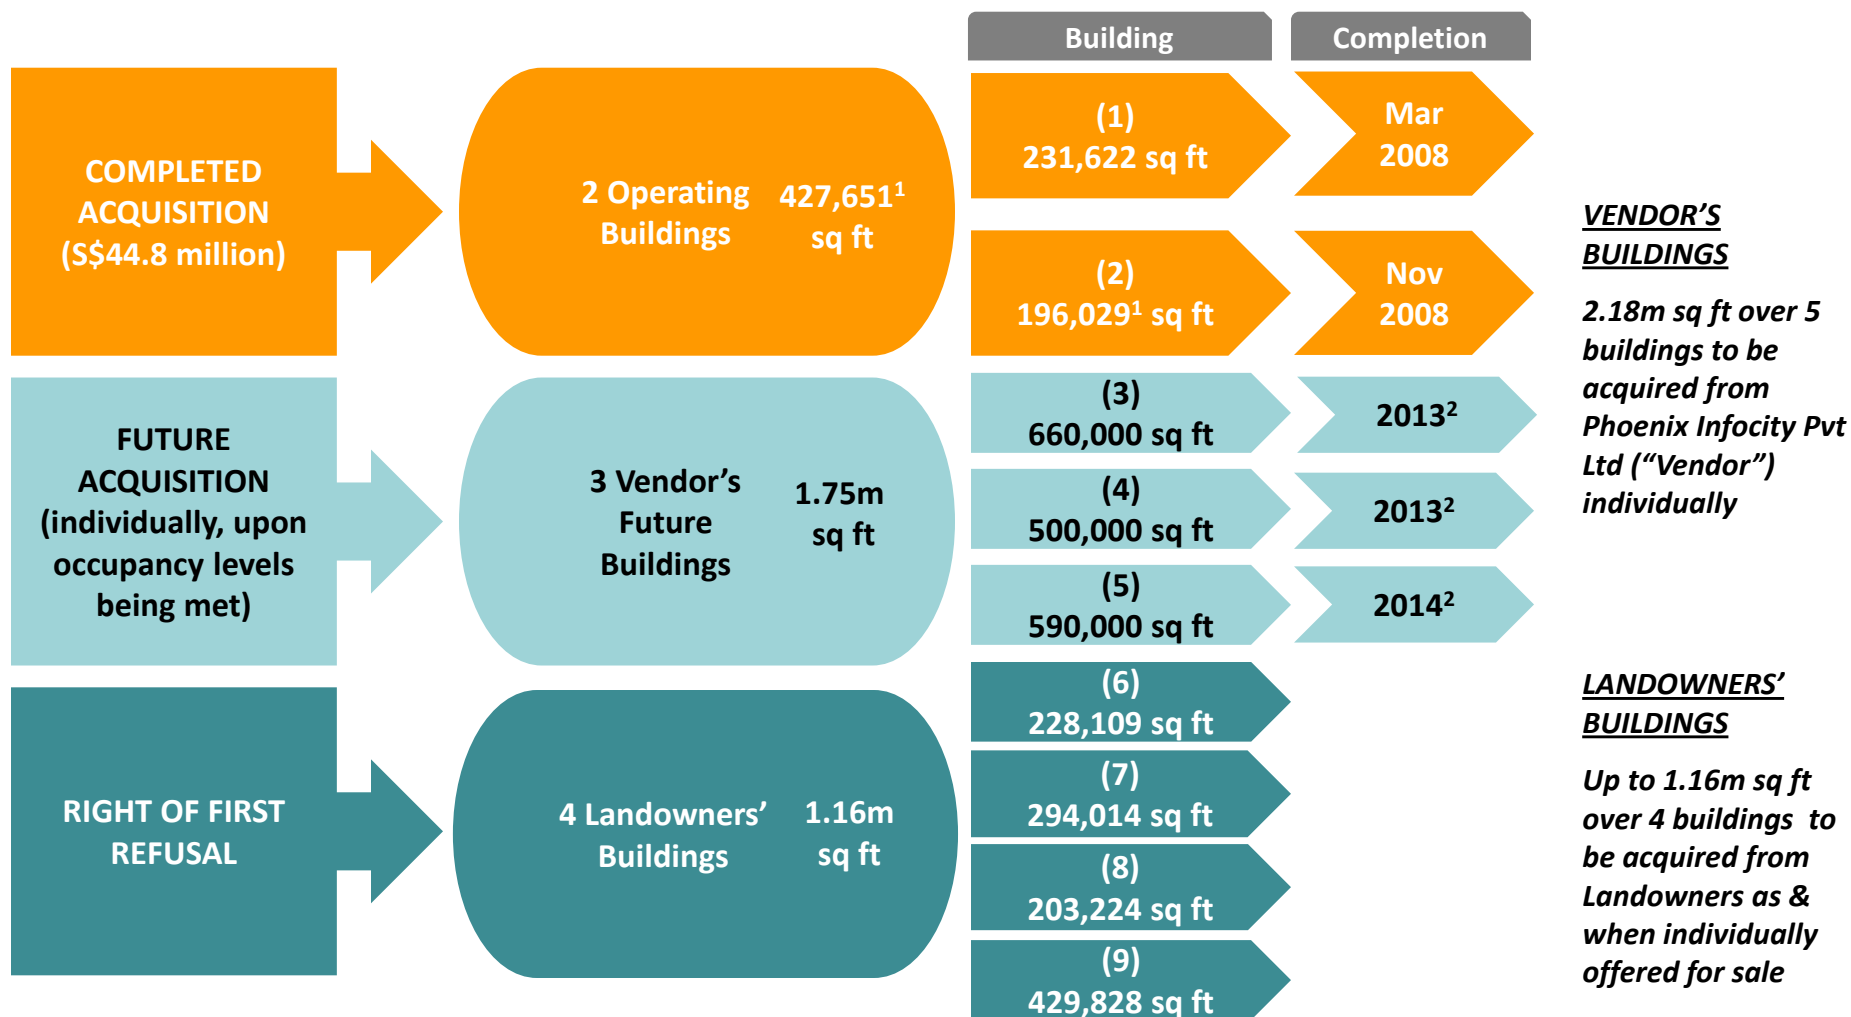 Building
Completion
COMPLETED
ACQUISITION
(S$44.8 million)
2 Operating
Buildings
427,651¹
sq ft
(1)
231,622 sq ft
Mar
2008
(2)
196,029¹ sq ft
Nov
2008
VENDOR’S
BUILDINGS
2.18m sq ft over 5
buildings to be
acquired from
Phoenix Infocity Pvt
Ltd (“Vendor”)
individually
FUTURE
ACQUISITION
(individually, upon
occupancy levels
being met)
3 Vendor’s
Future
Buildings
1.75m
sq ft
(3)
660,000 sq ft
2013²
(4)
500,000 sq ft
2013²
(5)
590,000 sq ft
2014²
RIGHT OF FIRST
REFUSAL
4 Landowners’
Buildings
1.16m
sq ft
(6)
228,109 sq ft
(7)
294,014 sq ft
(8)
203,224 sq ft
(9)
429,828 sq ft
LANDOWNERS’
BUILDINGS
Up to 1.16m sq ft
over 4 buildings to
be acquired from
Landowners as &
when individually
offered for sale